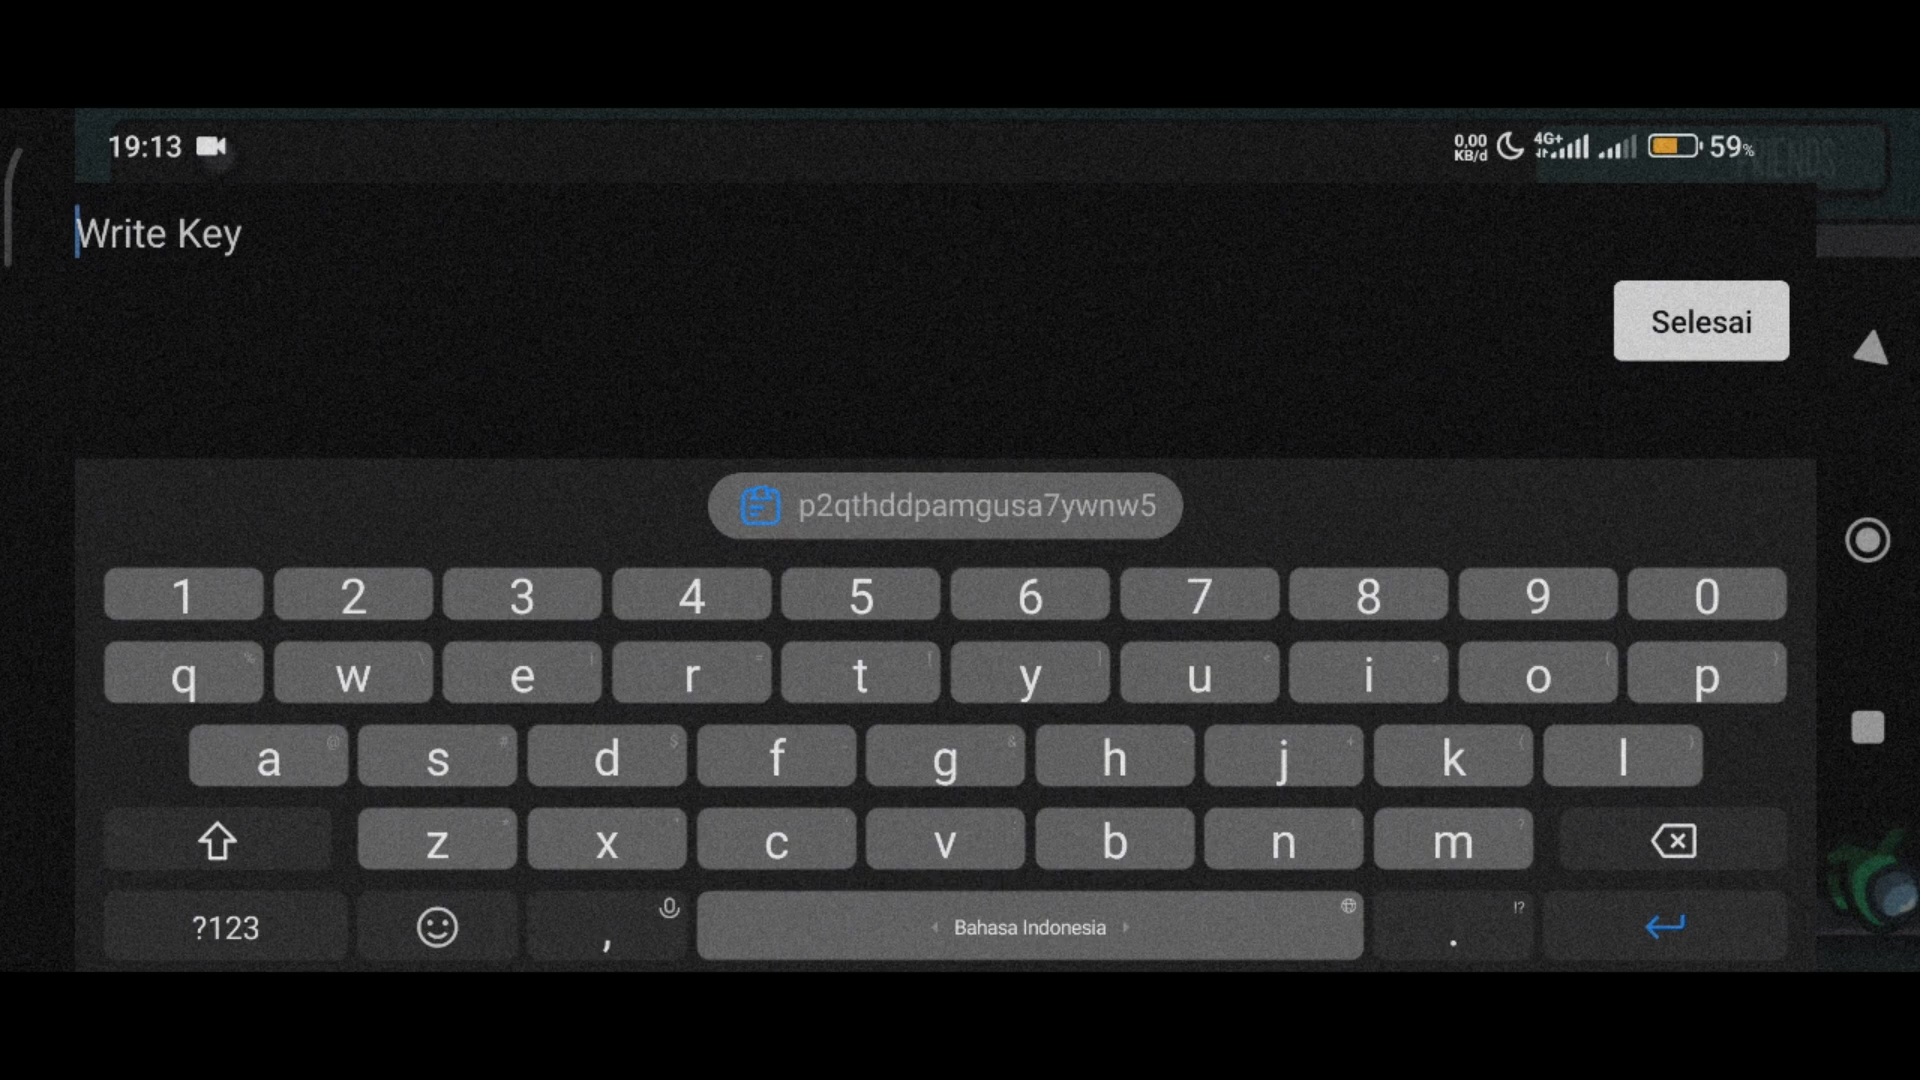 19:13
0,00
KB/d
4G+
59%
Write Key
Selesai
p2qthddpamgusa7ywnw5
1 2 3 4 5 6 7 8 9 0
q w e r t y u i o p
a s d f g h j k l
z x c v b n m
?123 , Bahasa Indonesia . !?